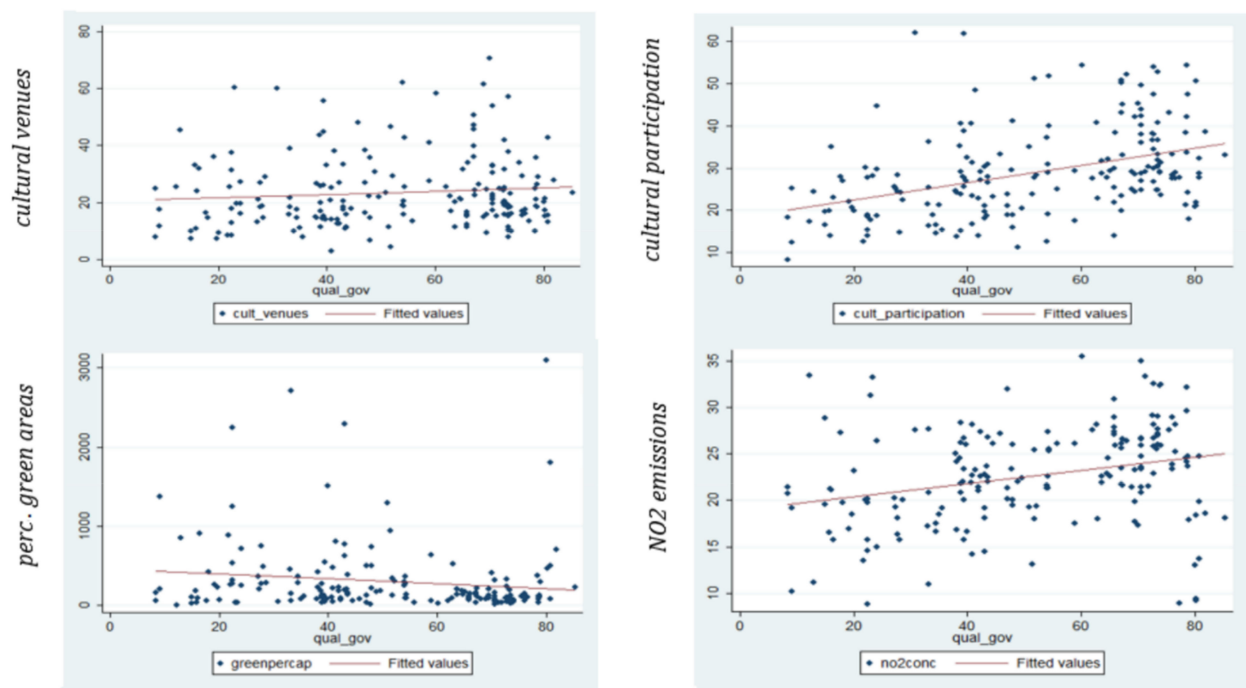 cultural venues
80
60
40
20
0
0 20 40 60 80
qual_gov
cult_venues Fitted values
cultural participation
60
50
40
30
20
10
0 20 40 60 80
qual_gov
cult_participation Fitted values
perc. green areas
3000
2000
1000
0
0 20 40 60 80
qual_gov
greenpercap Fitted values
NO2 emissions
35
30
25
20
15
10
0 20 40 60 80
qual_gov
no2conc Fitted values